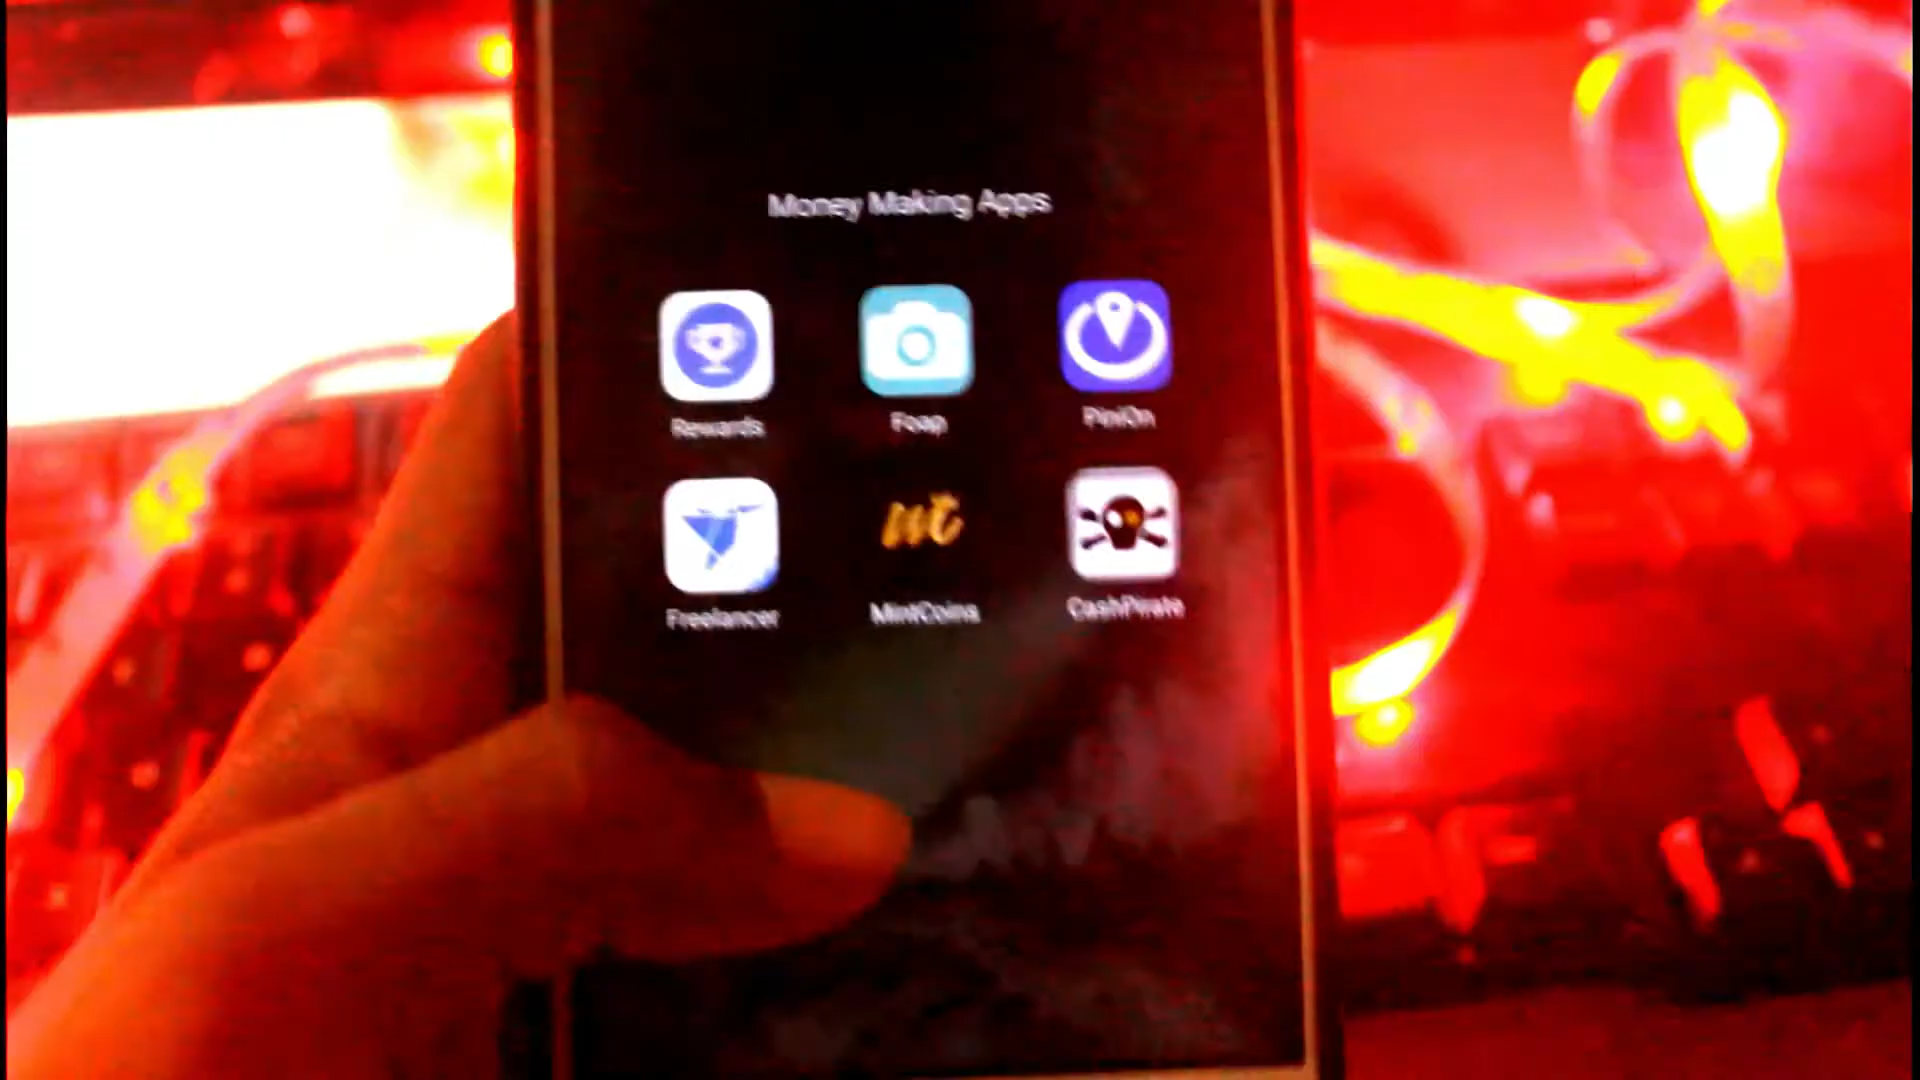 Money Making Apps
Rewards
Foap
PiniOn
Freelancer
MintCoins
CashPirate